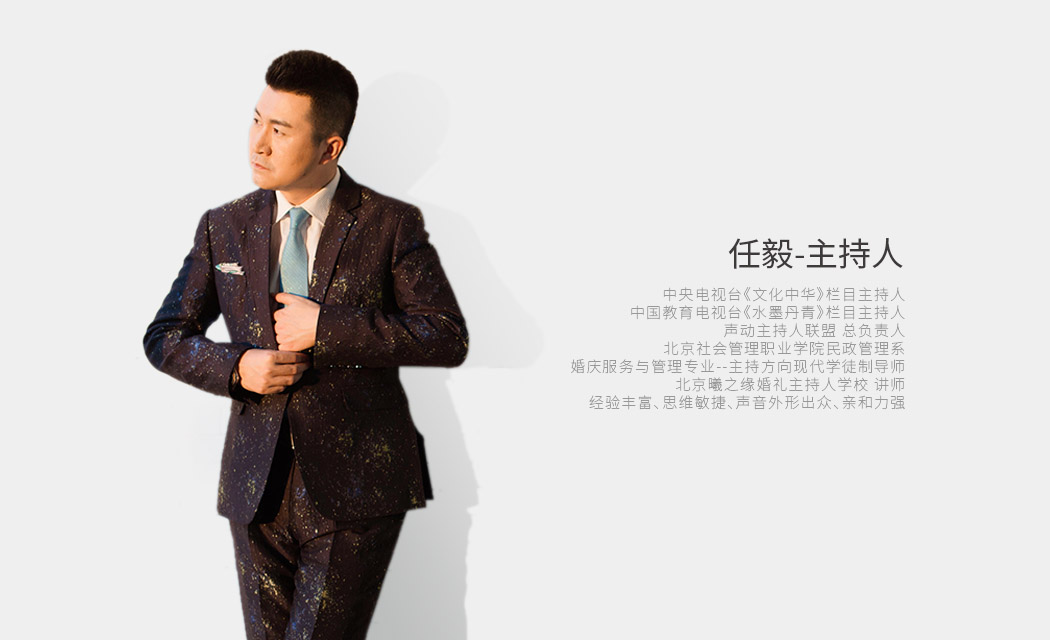 任毅-主持人
中央电视台《文化中华》栏目主持人
中国教育电视台《水墨丹青》栏目主持人
声动主持人联盟 总负责人
北京社会管理职业学院民政管理系
婚庆服务与管理专业--主持方向现代学徒制导师
北京曦之缘婚礼主持人学校 讲师
经验丰富、思维敏捷、声音外形出众、亲和力强